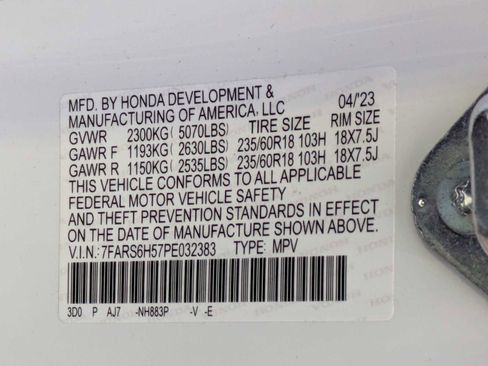 MFD. BY HONDA DEVELOPMENT &
MANUFACTURING OF AMERICA, LLC 04/'23
GVWR 2300KG (5070LBS) TIRE SIZE RIM SIZE
GAWR F 1193KG (2630LBS) 235/60R18 103H 18X7.5J
GAWR R 1150KG (2535LBS) 235/60R18 103H 18X7.5J
THIS VEHICLE CONFORMS TO ALL APPLICABLE
FEDERAL MOTOR VEHICLE SAFETY
AND THEFT PREVENTION STANDARDS IN EFFECT
ON THE DATE OF MANUFACTURE SHOWN ABOVE.
V.I.N.:7FARS6H57PE032383 TYPE: MPV
3D0 P AJ7 -NH883P -V -E